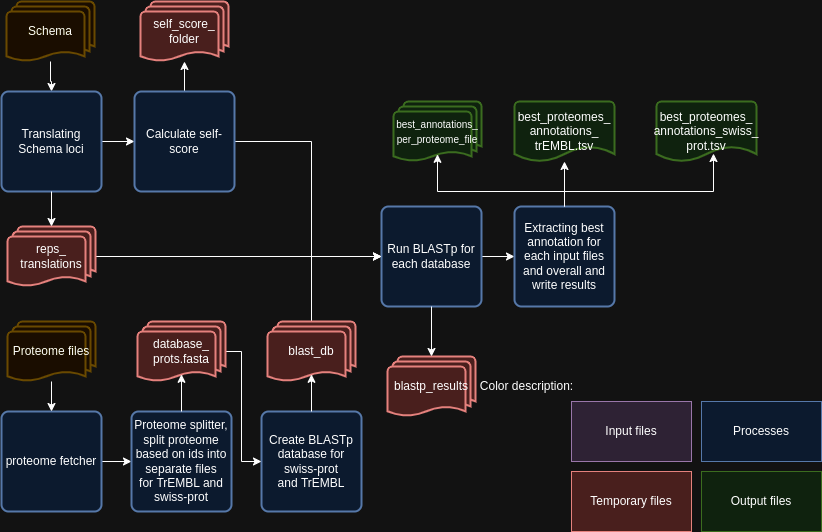 Schema
self_score_
folder
Translating
Schema loci
Calculate self-
score
best_annotations_
per_proteome_file
best_proteomes_
annotations_
trEMBL.tsv
best_proteomes_
annotations_swiss_
prot.tsv
reps_
translations
Run BLASTp for
each database
Extracting best
annotation for
each input files
and overall and
write results
Proteome files
database_
prots.fasta
blast_db
blastp_results
Color description:
proteome fetcher
Proteome splitter,
split proteome
based on ids into
separate files
for TrEMBL and
swiss-prot
Create BLASTp
database for
swiss-prot
and TrEMBL
Input files
Processes
Temporary files
Output files